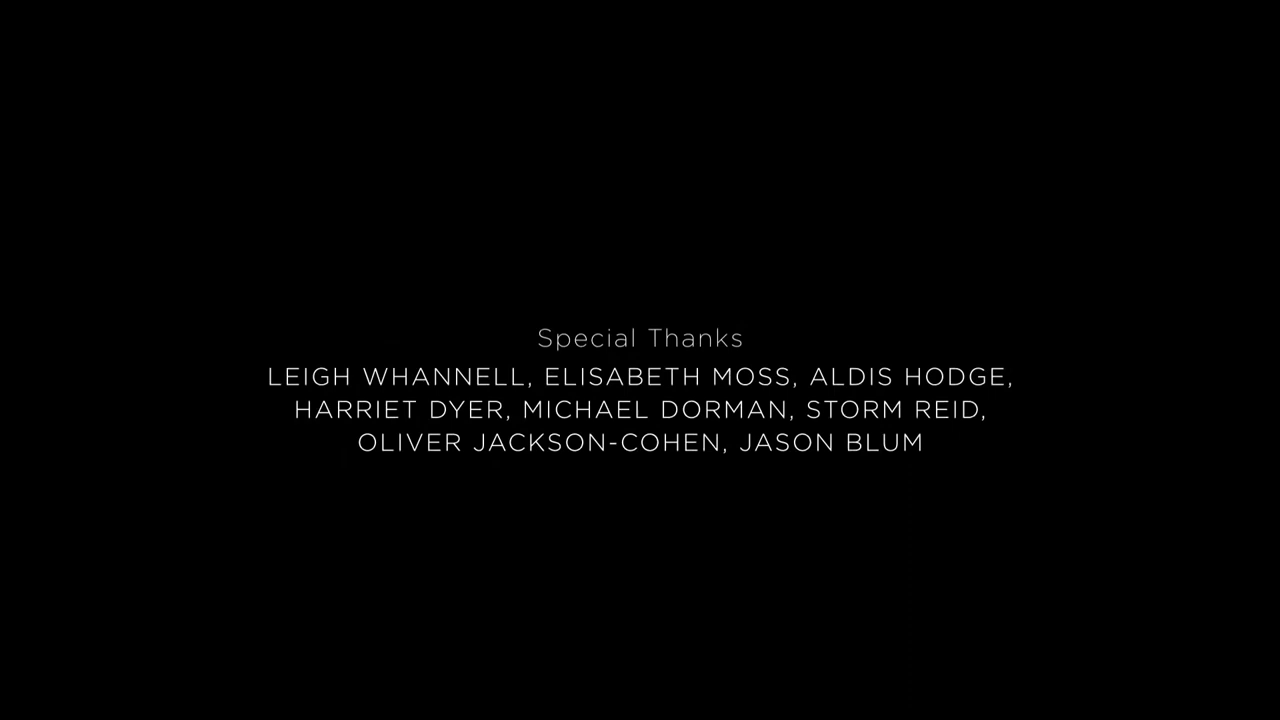 Special Thanks
LEIGH WHANNELL, ELISABETH MOSS, ALDIS HODGE,
HARRIET DYER, MICHAEL DORMAN, STORM REID,
OLIVER JACKSON-COHEN, JASON BLUM